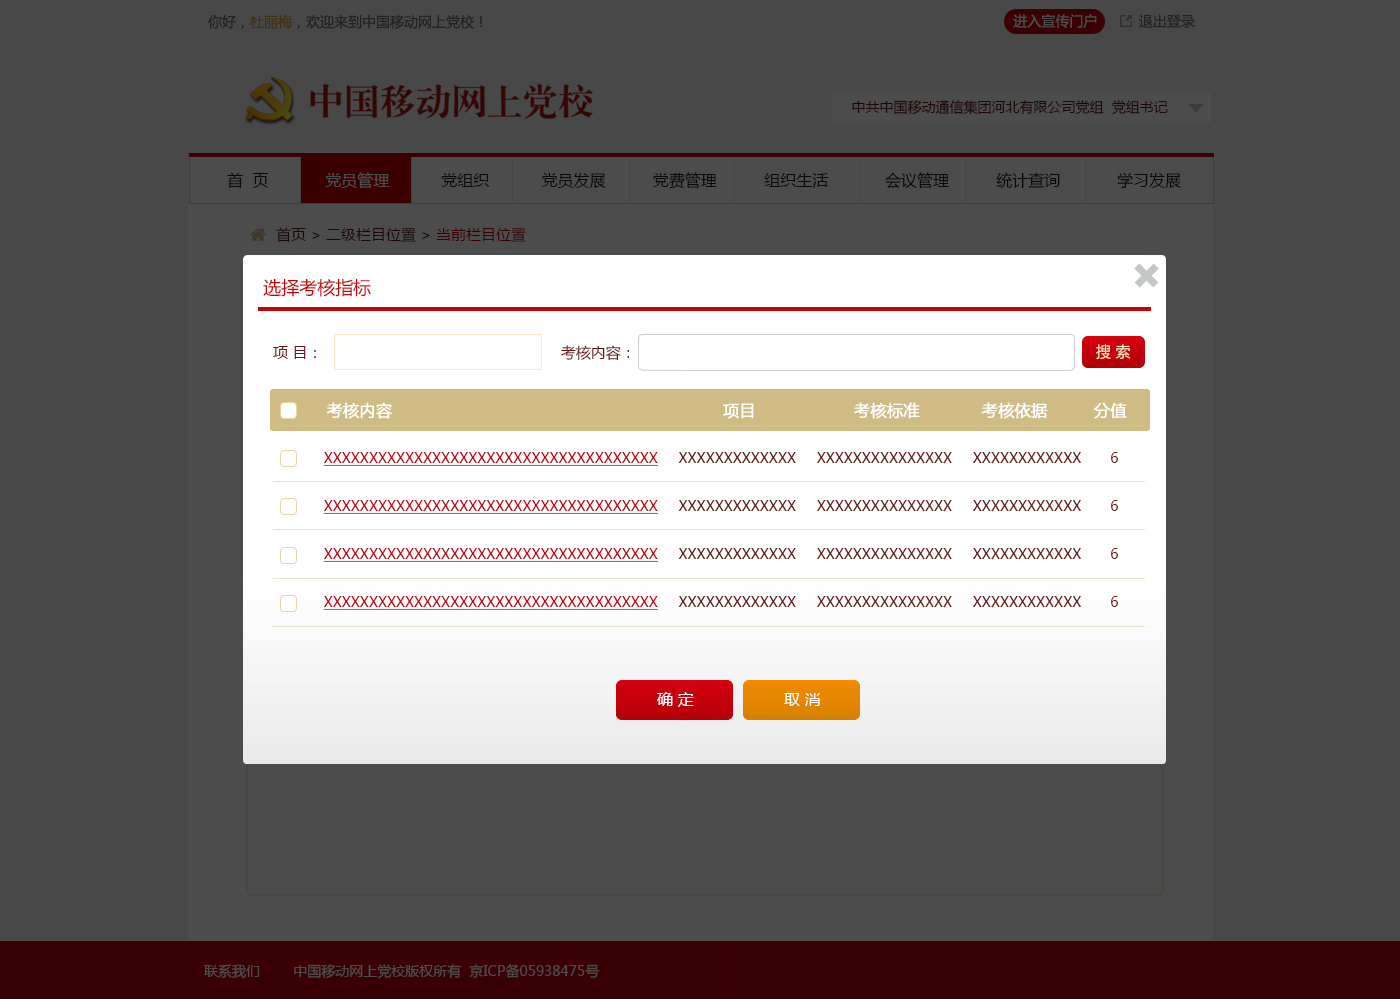 你好，杜丽梅，欢迎来到中国移动网上党校！
进入宣传门户 退出登录
中国移动网上党校
中共中国移动通信集团河北有限公司党组 党组书记
首 页 党员管理 党组织 党员发展 党费管理 组织生活 会议管理 统计查询 学习发展
首页 > 二级栏目位置 > 当前栏目位置
选择考核指标
项 目： 考核内容： 搜 索
考核内容 项目 考核标准 考核依据 分值
XXXXXXXXXXXXXXXXXXXXXXXXXXXXXXXXXXXXX XXXXXXXXXXXXX XXXXXXXXXXXXXXX XXXXXXXXXXXX 6
XXXXXXXXXXXXXXXXXXXXXXXXXXXXXXXXXXXXX XXXXXXXXXXXXX XXXXXXXXXXXXXXX XXXXXXXXXXXX 6
XXXXXXXXXXXXXXXXXXXXXXXXXXXXXXXXXXXXX XXXXXXXXXXXXX XXXXXXXXXXXXXXX XXXXXXXXXXXX 6
XXXXXXXXXXXXXXXXXXXXXXXXXXXXXXXXXXXXX XXXXXXXXXXXXX XXXXXXXXXXXXXXX XXXXXXXXXXXX 6
确 定 取 消
联系我们 中国移动网上党校版权所有 京ICP备05938475号